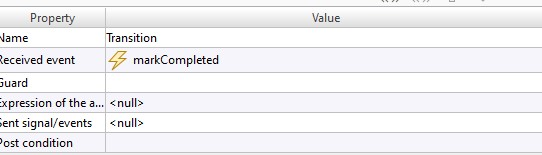 Property Value
Name Transition
Received event markCompleted
Guard
Expression of the a... <null>
Sent signal/events <null>
Post condition